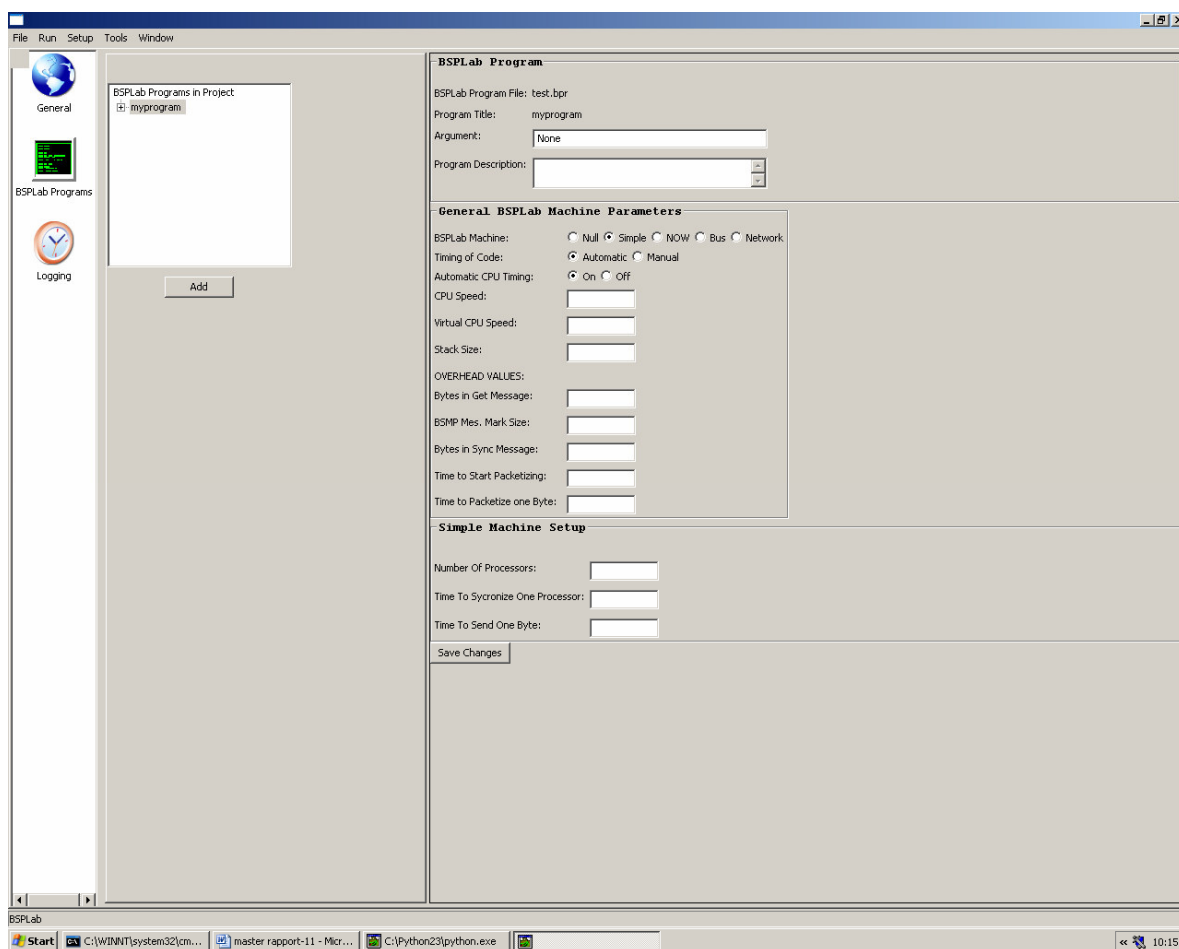 File Run Setup Tools Window
General
BSPLab Programs
Logging
BSPLab Programs in Project
myprogram
Add
BSPLab Program
BSPLab Program File: test.bpr
Program Title: myprogram
Argument: None
Program Description:
General BSPLab Machine Parameters
BSPLab Machine: Null Simple NOW Bus Network
Timing of Code: Automatic Manual
Automatic CPU Timing: On Off
CPU Speed:
Virtual CPU Speed:
Stack Size:
OVERHEAD VALUES:
Bytes in Get Message:
BSMP Mes. Mark Size:
Bytes in Sync Message:
Time to Start Packetizing:
Time to Packetize one Byte:
Simple Machine Setup
Number Of Processors:
Time To Sycronize One Processor:
Time To Send One Byte:
Save Changes
BSPLab
Start C:\WINNT\system32\cm... master rapport-11 - Micr... C:\Python23\python.exe « 10:15